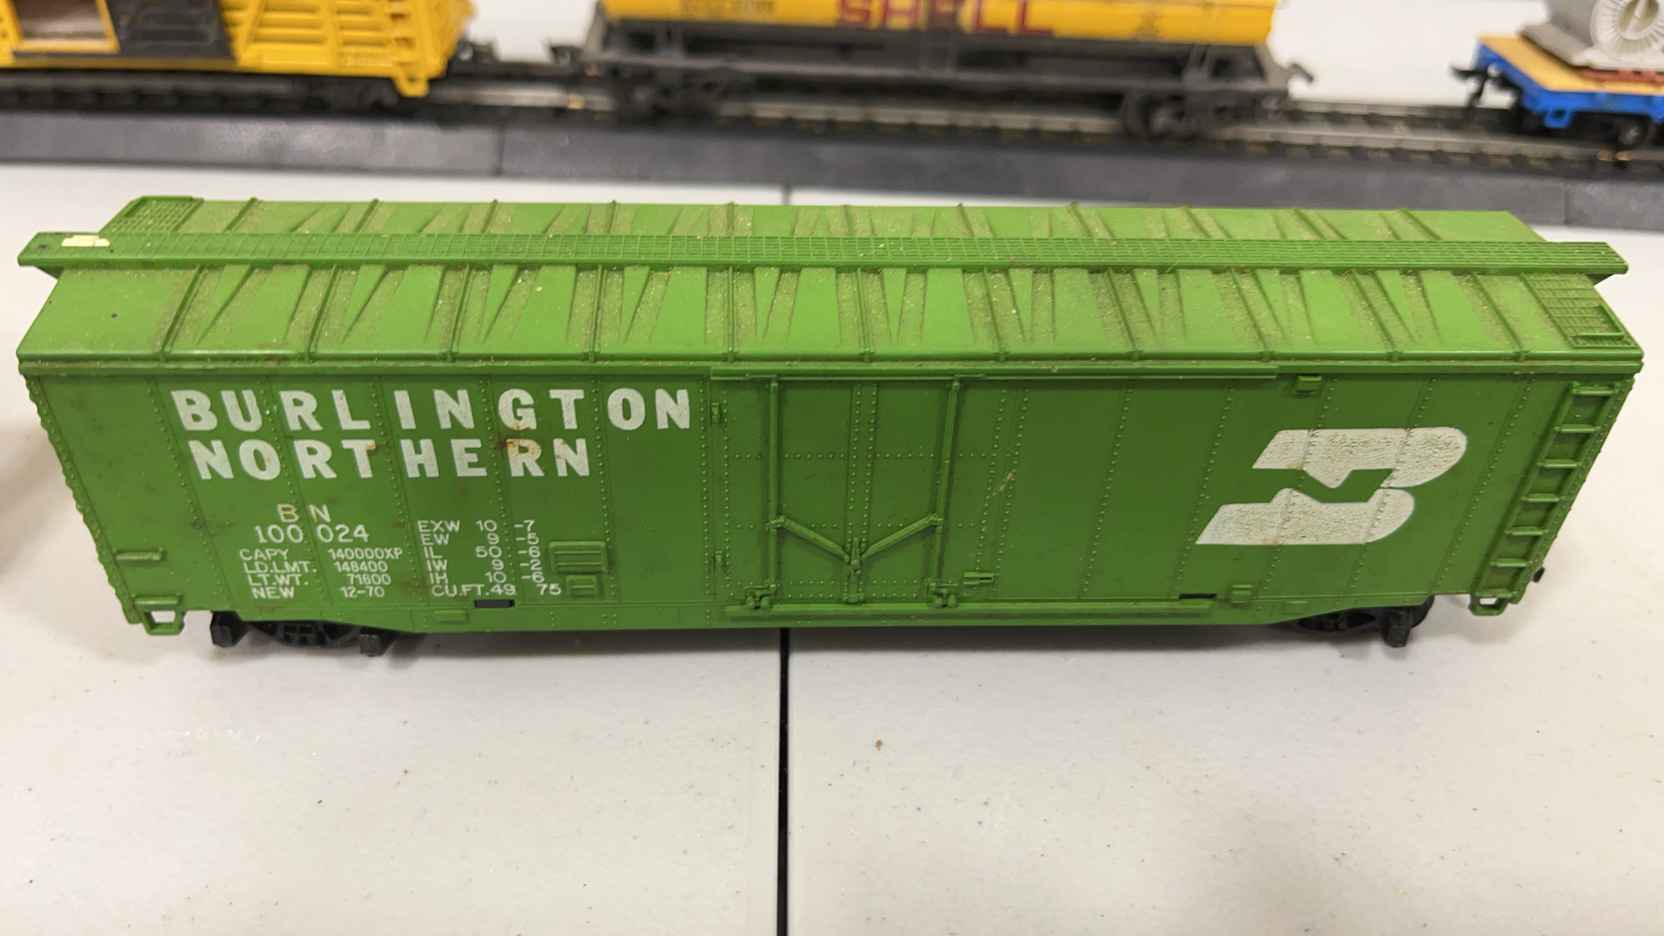 SHELL
BURLINGTON
NORTHERN
BN
100 024
CAPY 140000XP
LD.LMT. 148400
LT.WT. 71600
NEW 12-70
EXW 10 -7
EW 9 -5
IL 50 -6
IW 9 -2
IH 10 -6
CU.FT. 49 75